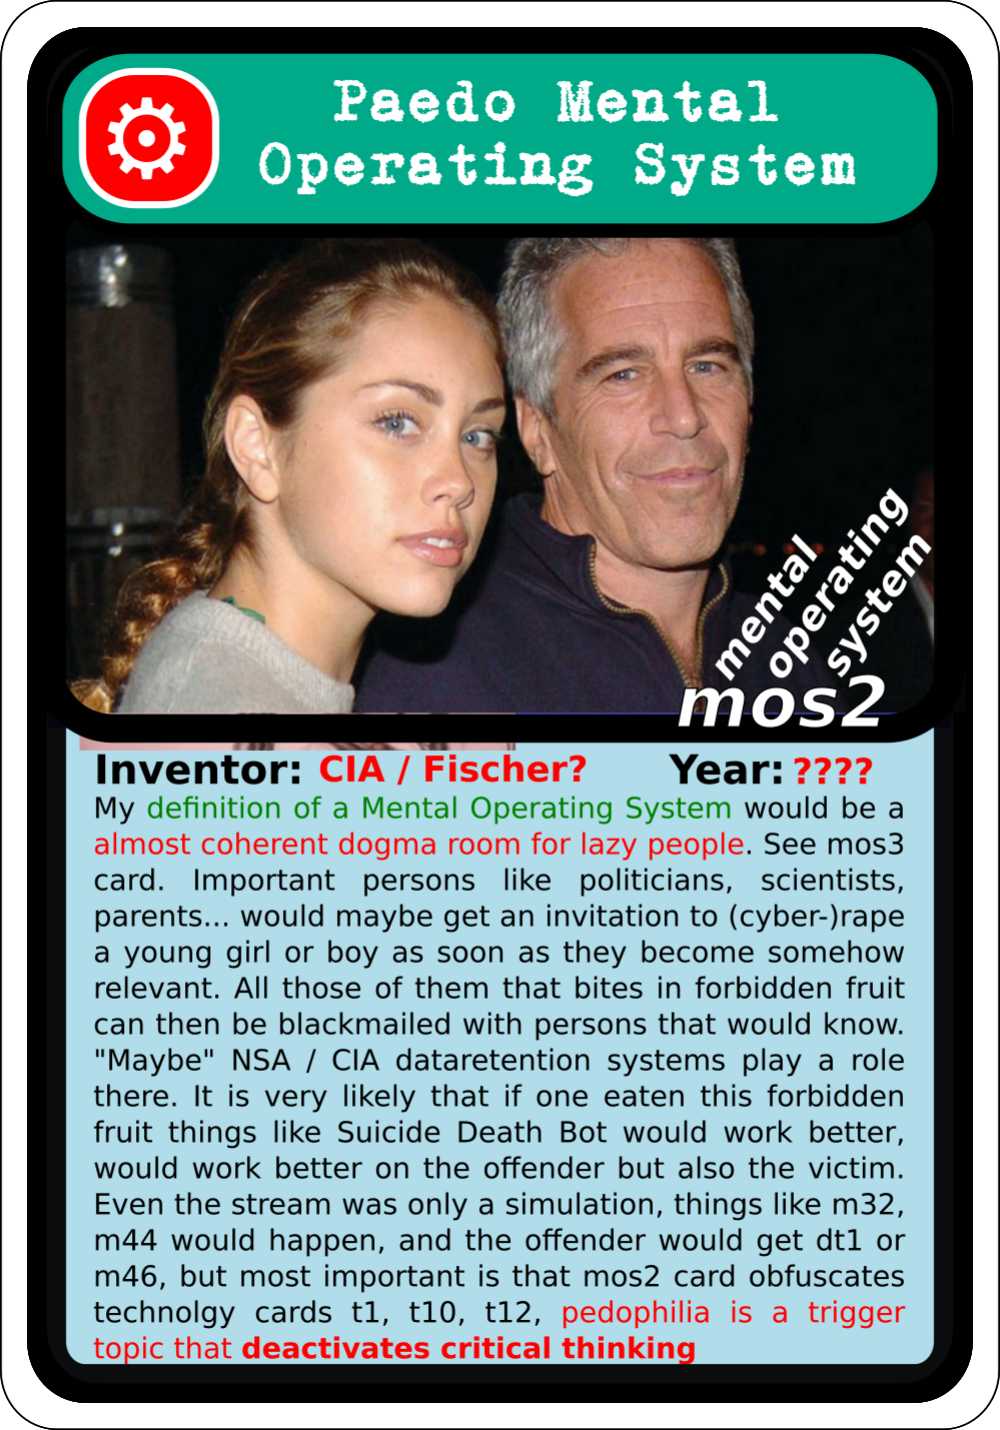 Paedo Mental
Operating System
mental
operating
system
mos2
Inventor: CIA / Fischer? Year: ????
My definition of a Mental Operating System would be a
almost coherent dogma room for lazy people. See mos3
card. Important persons like politicians, scientists,
parents... would maybe get an invitation to (cyber-)rape
a young girl or boy as soon as they become somehow
relevant. All those of them that bites in forbidden fruit
can then be blackmailed with persons that would know.
"Maybe" NSA / CIA dataretention systems play a role
there. It is very likely that if one eaten this forbidden
fruit things like Suicide Death Bot would work better,
would work better on the offender but also the victim.
Even the stream was only a simulation, things like m32,
m44 would happen, and the offender would get dt1 or
m46, but most important is that mos2 card obfuscates
technolgy cards t1, t10, t12, pedophilia is a trigger
topic that deactivates critical thinking